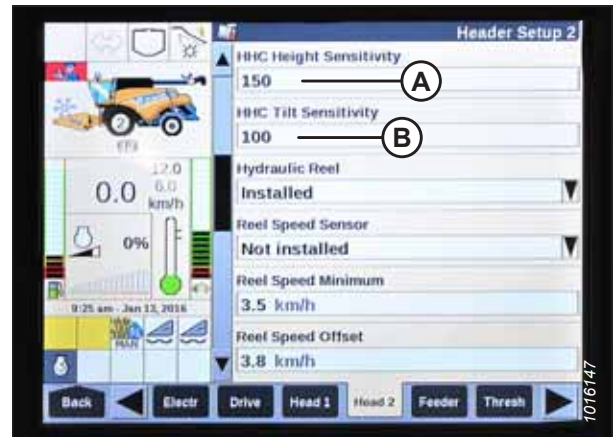 Header Setup 2
HHC Height Sensitivity
150
A
HHC Tilt Sensitivity
100
B
Hydraulic Reel
Installed
Reel Speed Sensor
Not installed
Reel Speed Minimum
3.5 km/h
Reel Speed Offset
3.8 km/h
2
12.0
6.0
0.0 km/h
0%
9:25 am - Jan 13, 2016
MAN
Back
Electr
Drive
Head 1
Head 2
Feeder
Thresh
1016147